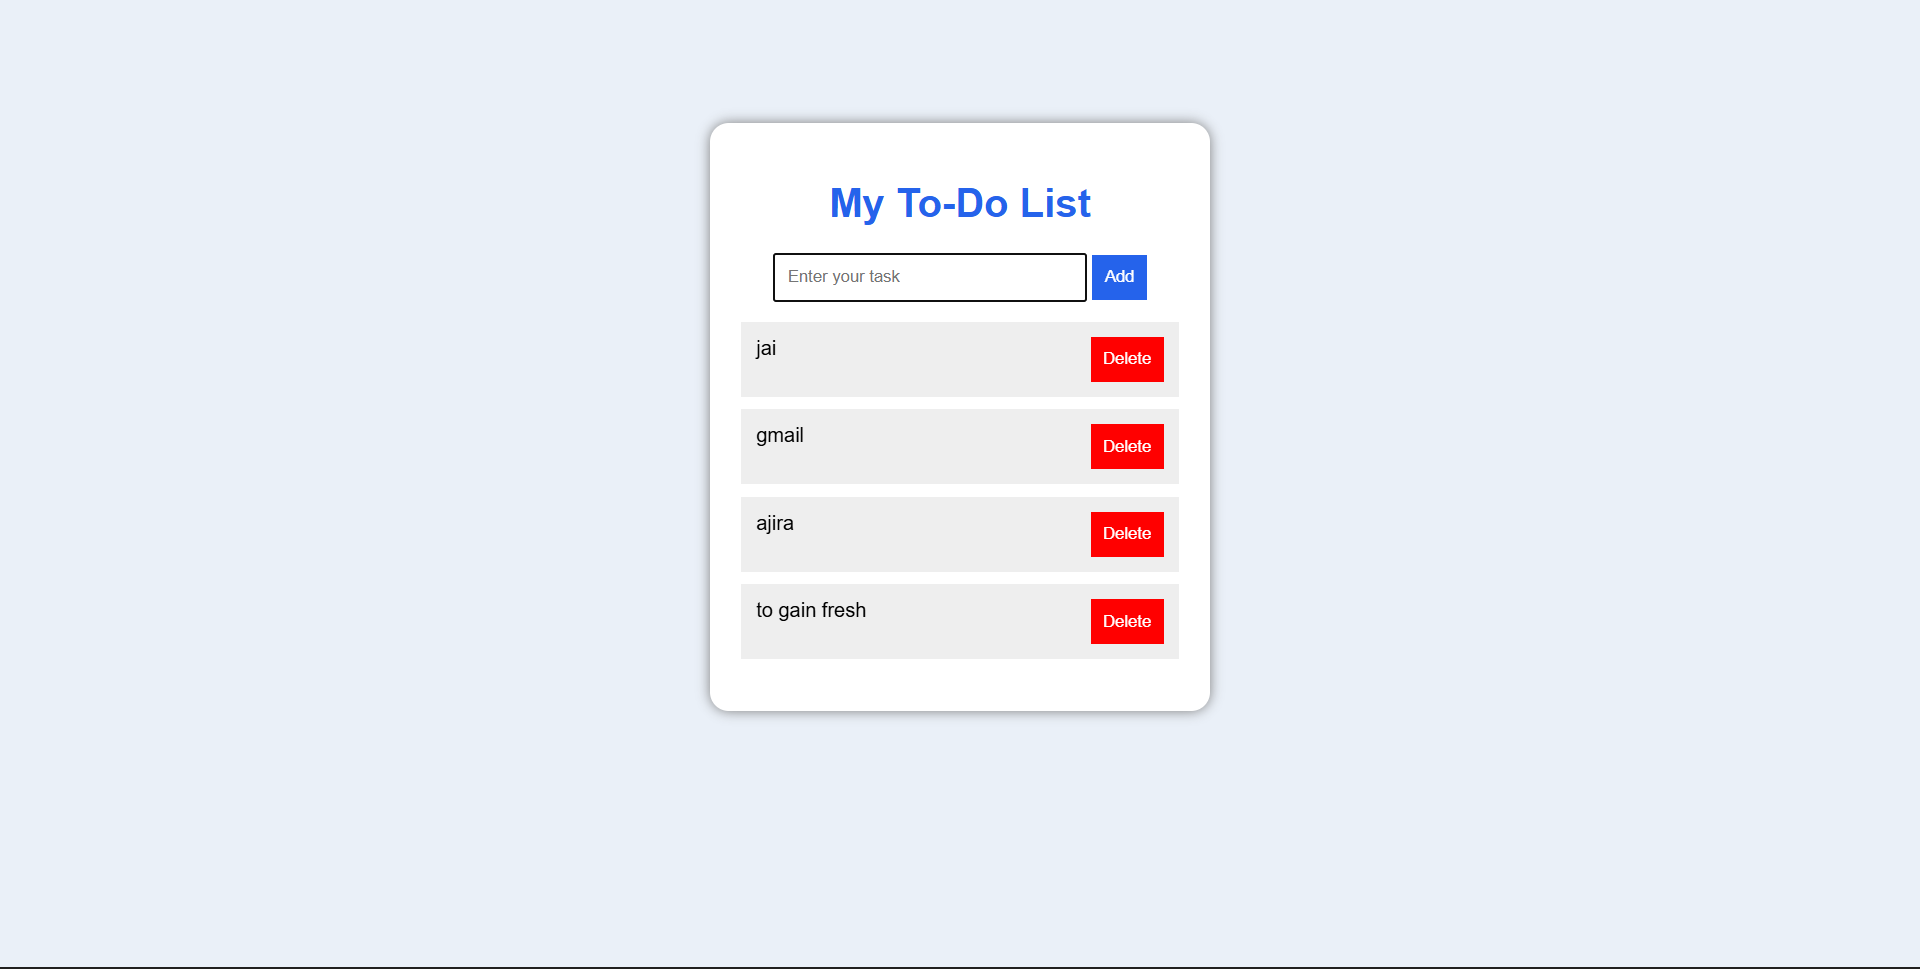 My To-Do List
Enter your task Add
jai Delete
gmail Delete
ajira Delete
to gain fresh Delete